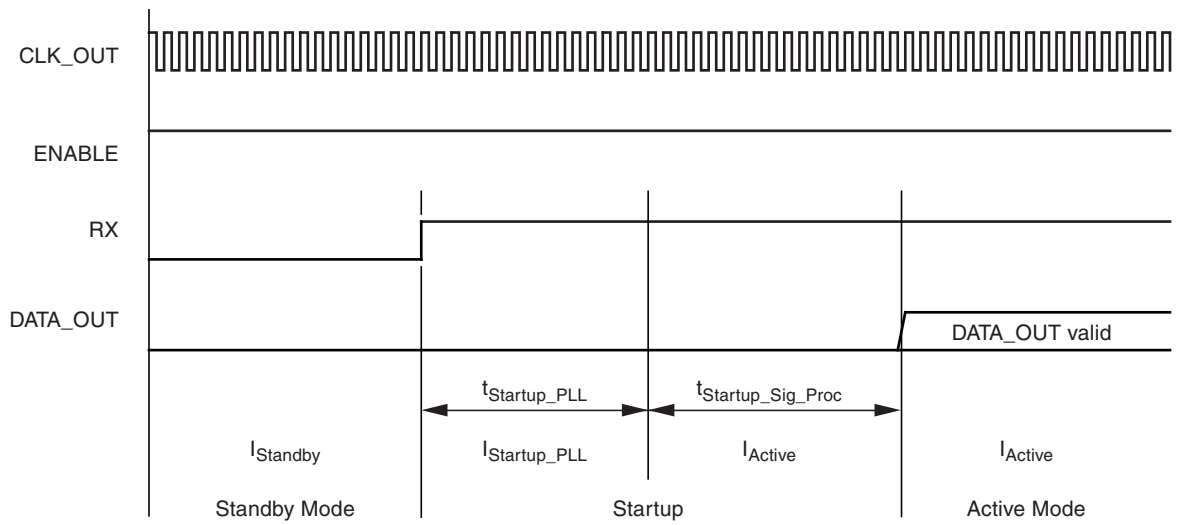 CLK_OUT
ENABLE
RX
DATA_OUT
DATA_OUT valid
tStartup_PLL
tStartup_Sig_Proc
IStandby
IStartup_PLL
IActive
IActive
Standby Mode
Startup
Active Mode